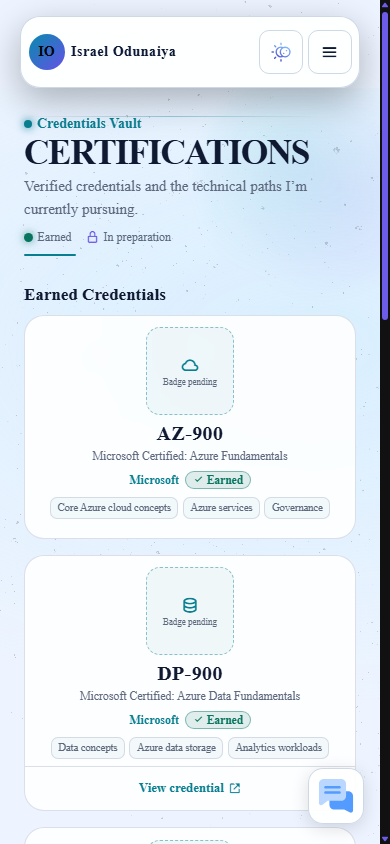 IO Israel Odunaiya
Credentials Vault
CERTIFICATIONS
Verified credentials and the technical paths I'm
currently pursuing.
Earned In preparation
Earned Credentials
Badge pending
AZ-900
Microsoft Certified: Azure Fundamentals
Microsoft Earned
Core Azure cloud concepts Azure services Governance
Badge pending
DP-900
Microsoft Certified: Azure Data Fundamentals
Microsoft Earned
Data concepts Azure data storage Analytics workloads
View credential